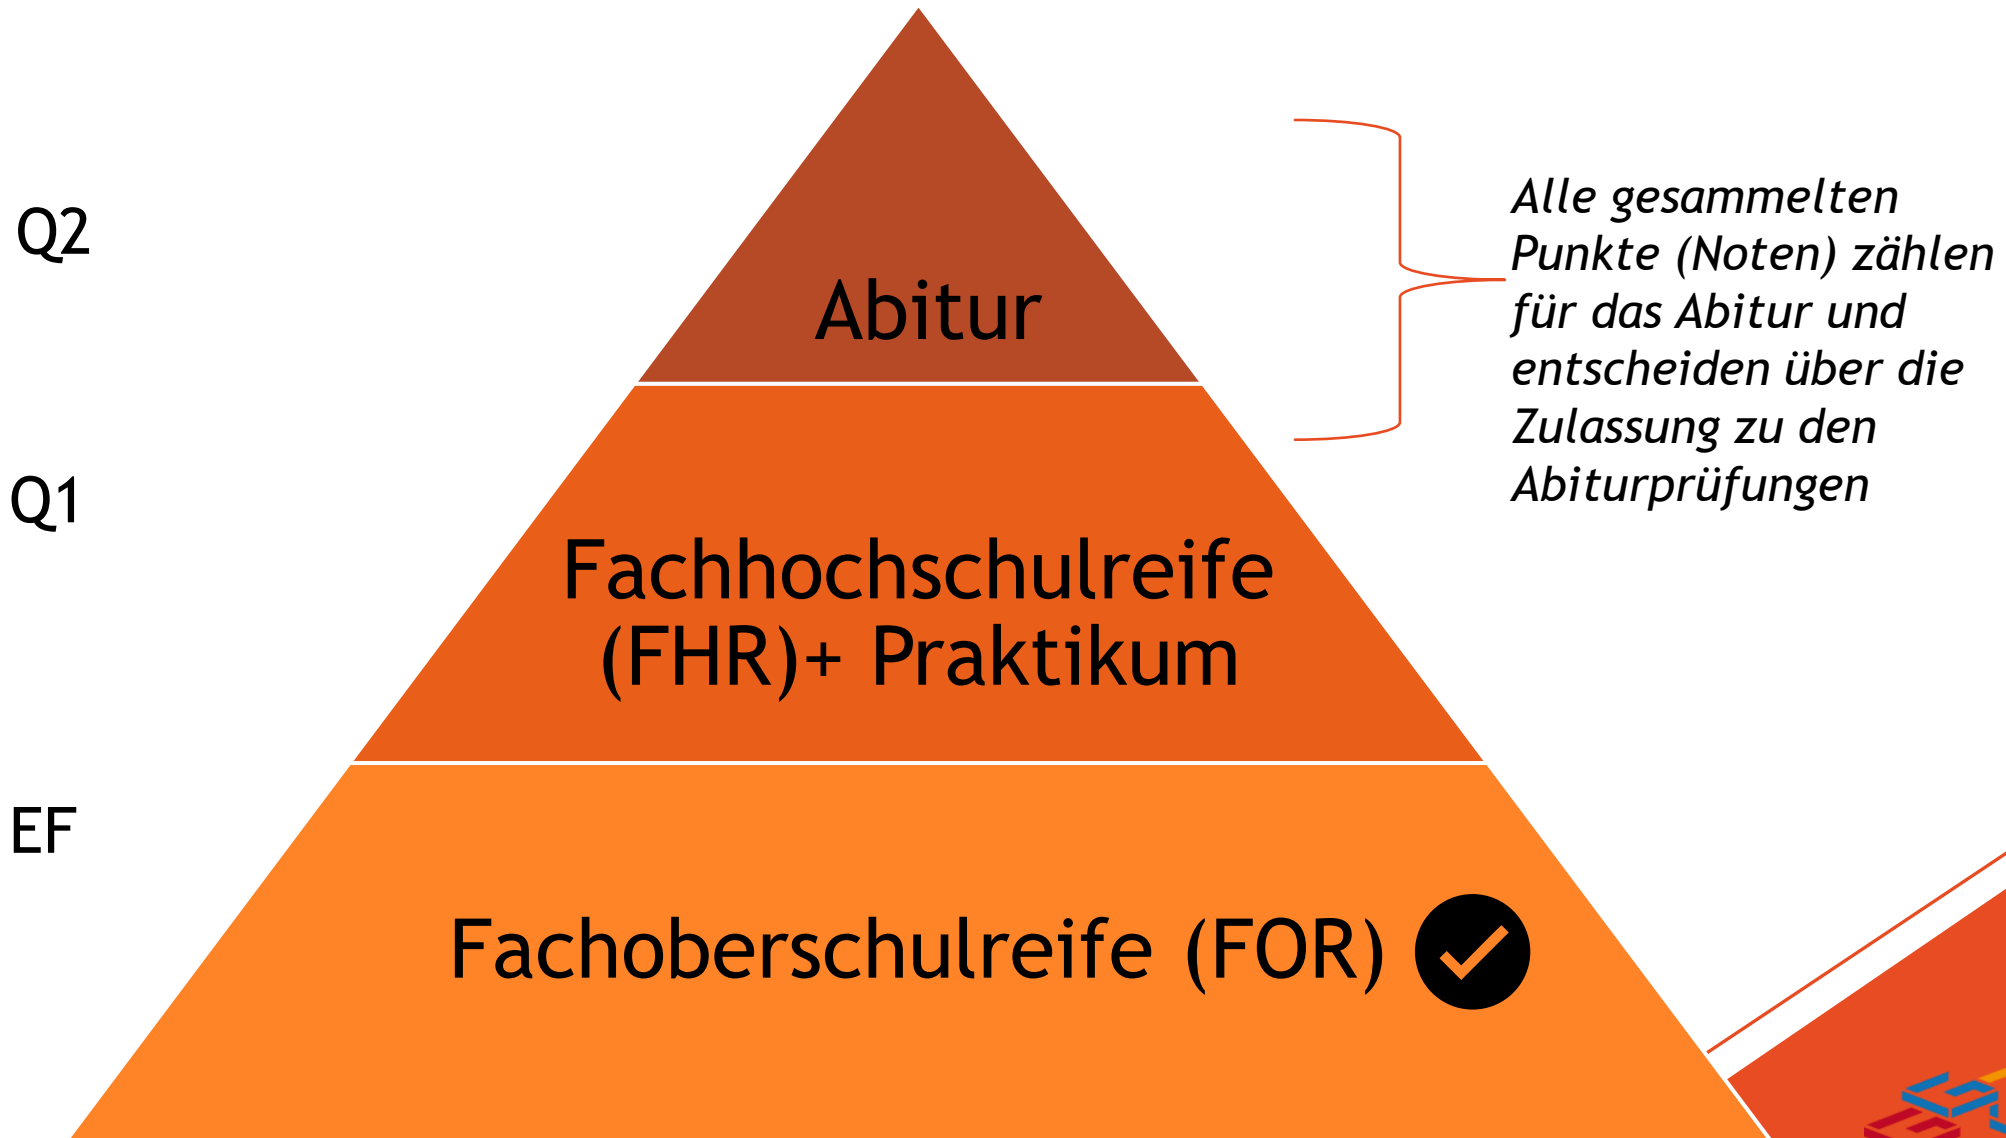 Q2
Abitur
Alle gesammelten
Punkte (Noten) zählen
für das Abitur und
entscheiden über die
Zulassung zu den
Abiturprüfungen
Q1
Fachhochschulreife
(FHR)+ Praktikum
EF
Fachoberschulreife (FOR)